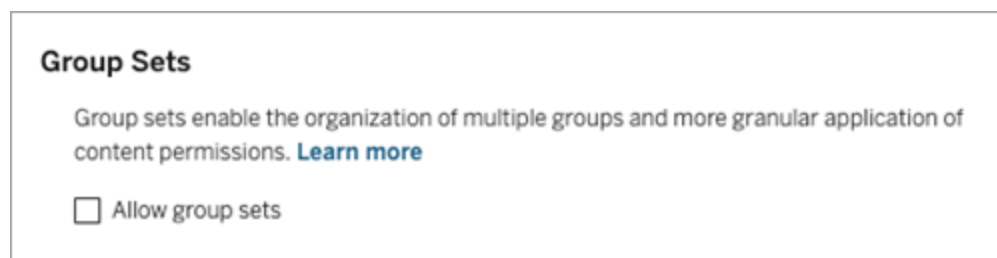 Group Sets
Group sets enable the organization of multiple groups and more granular application of
content permissions. Learn more
Allow group sets